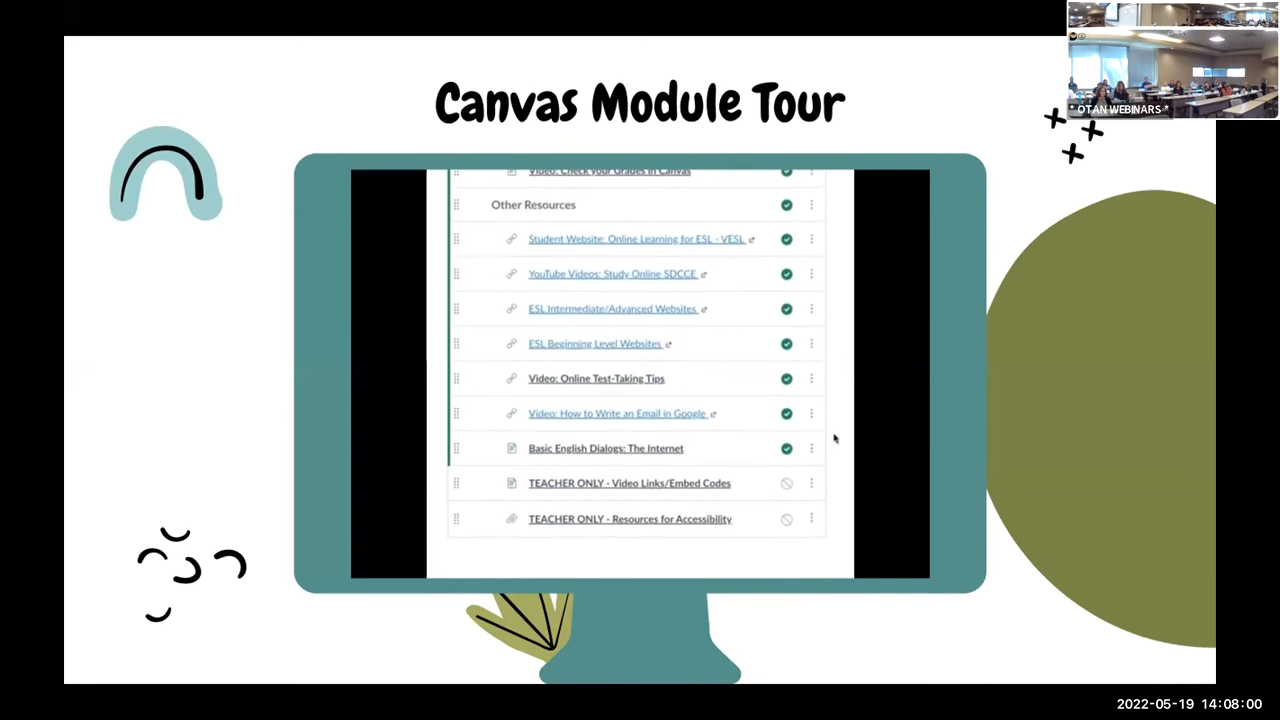 * OTAN WEBINARS *
Canvas Module Tour
Video: Check your Grades in Canvas
Other Resources
Student Website: Online Learning for ESL - VESL
YouTube Videos: Study Online SDCCE
ESL Intermediate/Advanced Websites
ESL Beginning Level Websites
Video: Online Test-Taking Tips
Video: How to Write an Email in Google
Basic English Dialogs: The Internet
TEACHER ONLY - Video Links/Embed Codes
TEACHER ONLY - Resources for Accessibility
2022-05-19 14:08:00